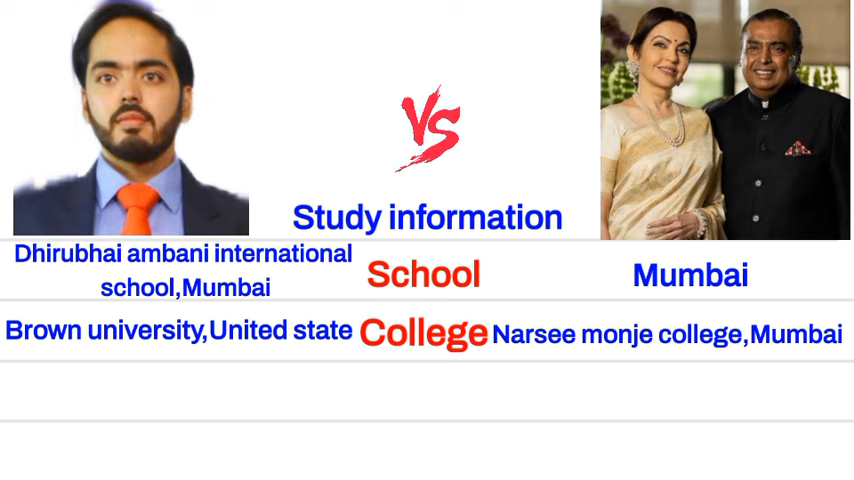 VS
Study information
Dhirubhai ambani international
school,Mumbai
School
Mumbai
Brown university,United state
College
Narsee monje college,Mumbai